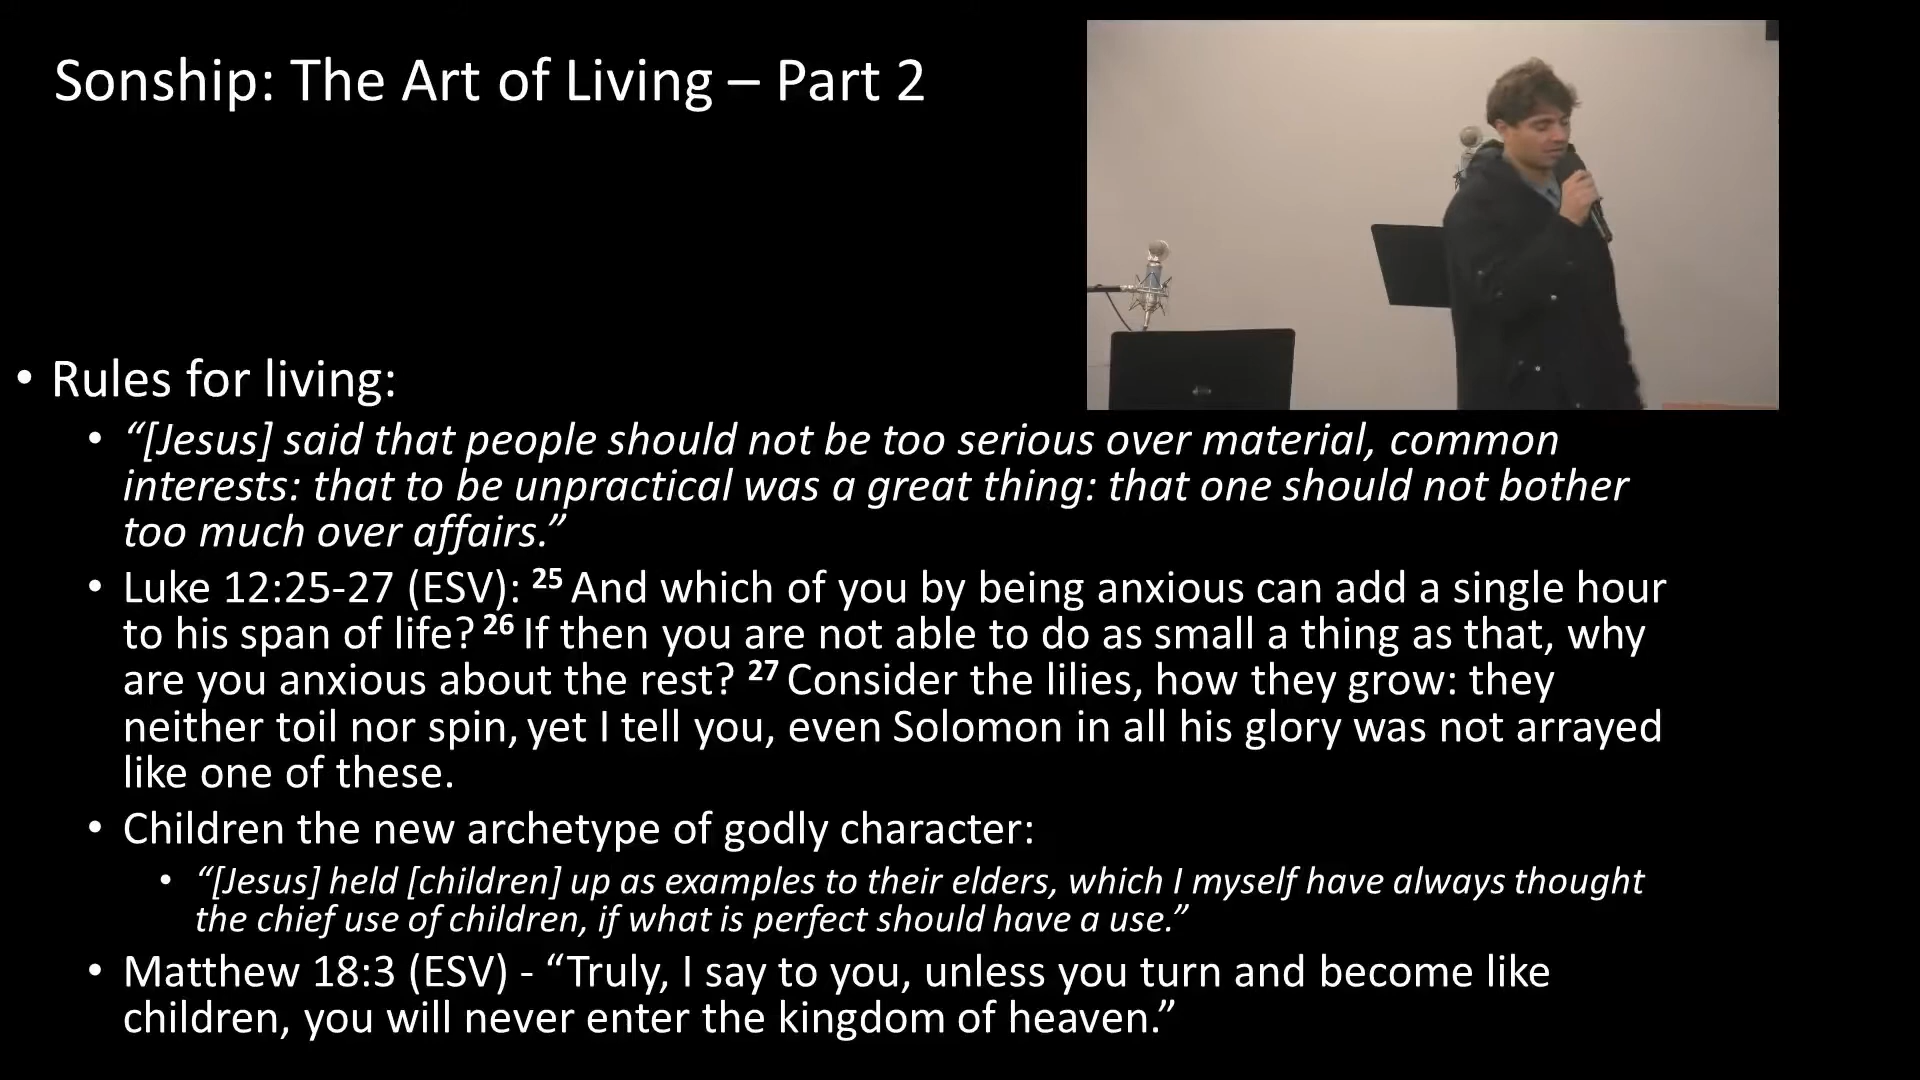 Sonship: The Art of Living – Part 2
• Rules for living:
• “[Jesus] said that people should not be too serious over material, common
interests: that to be unpractical was a great thing: that one should not bother
too much over affairs.”
• Luke 12:25-27 (ESV): 25 And which of you by being anxious can add a single hour
to his span of life? 26 If then you are not able to do as small a thing as that, why
are you anxious about the rest? 27 Consider the lilies, how they grow: they
neither toil nor spin, yet I tell you, even Solomon in all his glory was not arrayed
like one of these.
• Children the new archetype of godly character:
• “[Jesus] held [children] up as examples to their elders, which I myself have always thought
the chief use of children, if what is perfect should have a use.”
• Matthew 18:3 (ESV) - “Truly, I say to you, unless you turn and become like
children, you will never enter the kingdom of heaven.”